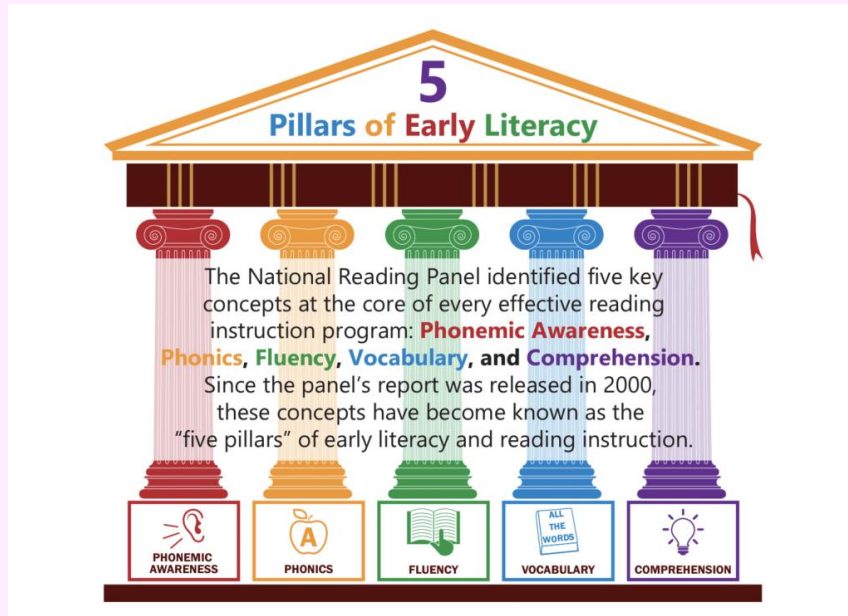 5
Pillars of Early Literacy
The National Reading Panel identified five key
concepts at the core of every effective reading
instruction program: Phonemic Awareness,
Phonics, Fluency, Vocabulary, and Comprehension.
Since the panel’s report was released in 2000,
these concepts have become known as the
“five pillars” of early literacy and reading instruction.
A
ALL
THE
WORDS
PHONEMIC
AWARENESS
PHONICS
FLUENCY
VOCABULARY
COMPREHENSION